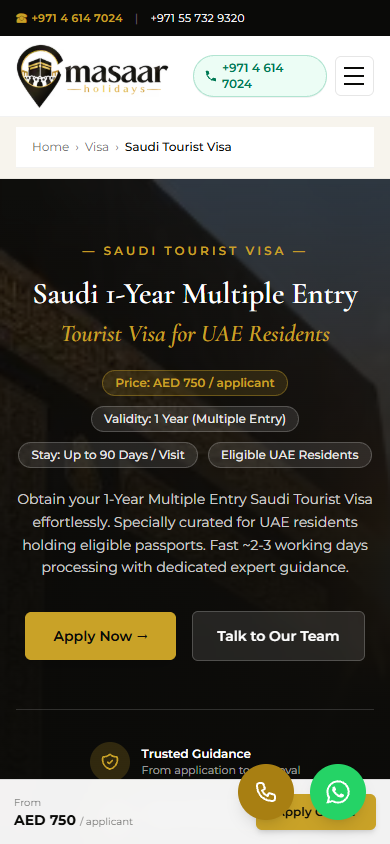 +971 4 614 7024 | +971 55 732 9320
masaar
holidays
+971 4 614
7024
Home › Visa › Saudi Tourist Visa
— SAUDI TOURIST VISA —
Saudi 1-Year Multiple Entry
Tourist Visa for UAE Residents
Price: AED 750 / applicant
Validity: 1 Year (Multiple Entry)
Stay: Up to 90 Days / Visit
Eligible UAE Residents
Obtain your 1-Year Multiple Entry Saudi Tourist Visa
effortlessly. Specially curated for UAE residents
holding eligible passports. Fast ~2-3 working days
processing with dedicated expert guidance.
Apply Now →
Talk to Our Team
Trusted Guidance
From application to
From
AED 750 / applicant